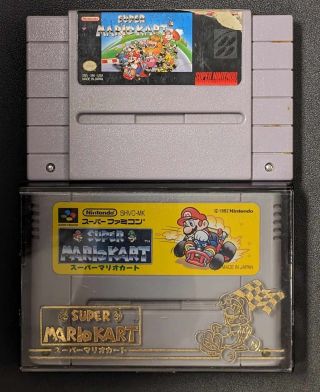 Nintendo
SUPER
MARIO KART
SUPER NINTENDO
MADE IN JAPAN
Nintendo
SHVC-MK
スーパーファミコン
© 1992 Nintendo
SUPER
MARIO KART
スーパーマリオカート
MADE IN JAPAN
SUPER
MARIO KART
スーパーマリオカート